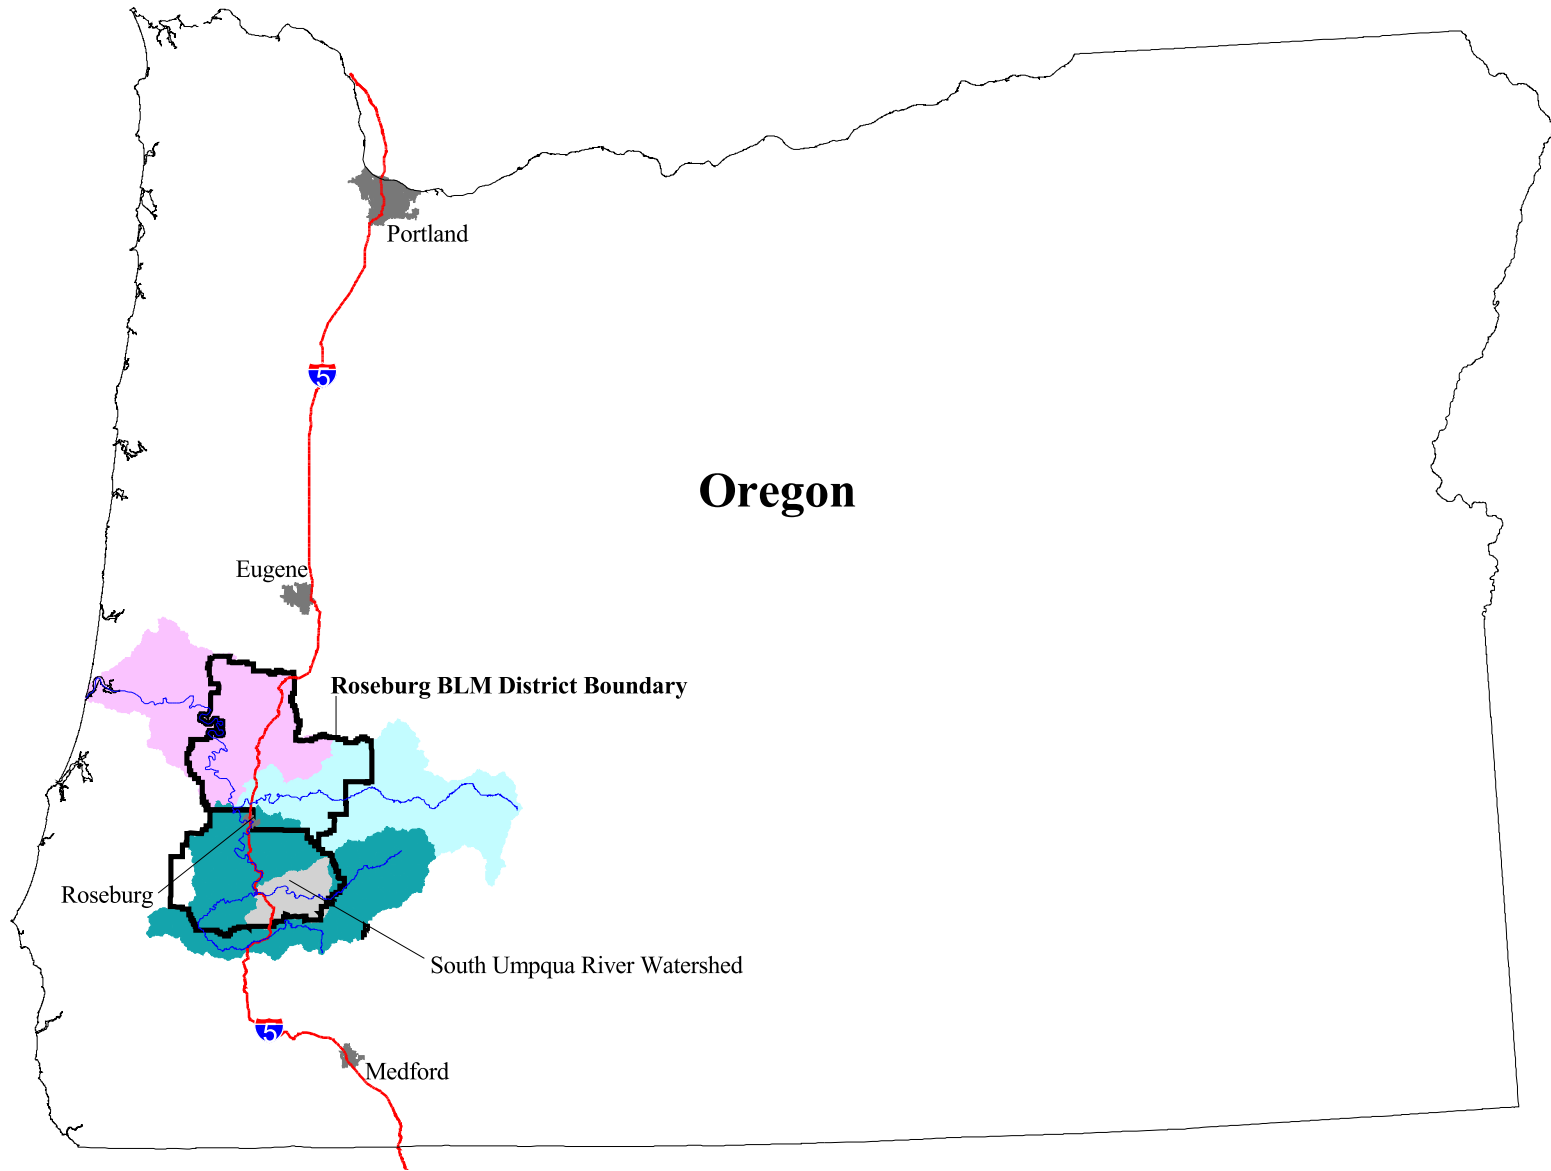 Portland
5
Oregon
Eugene
Roseburg BLM District Boundary
Roseburg
South Umpqua River Watershed
5
Medford